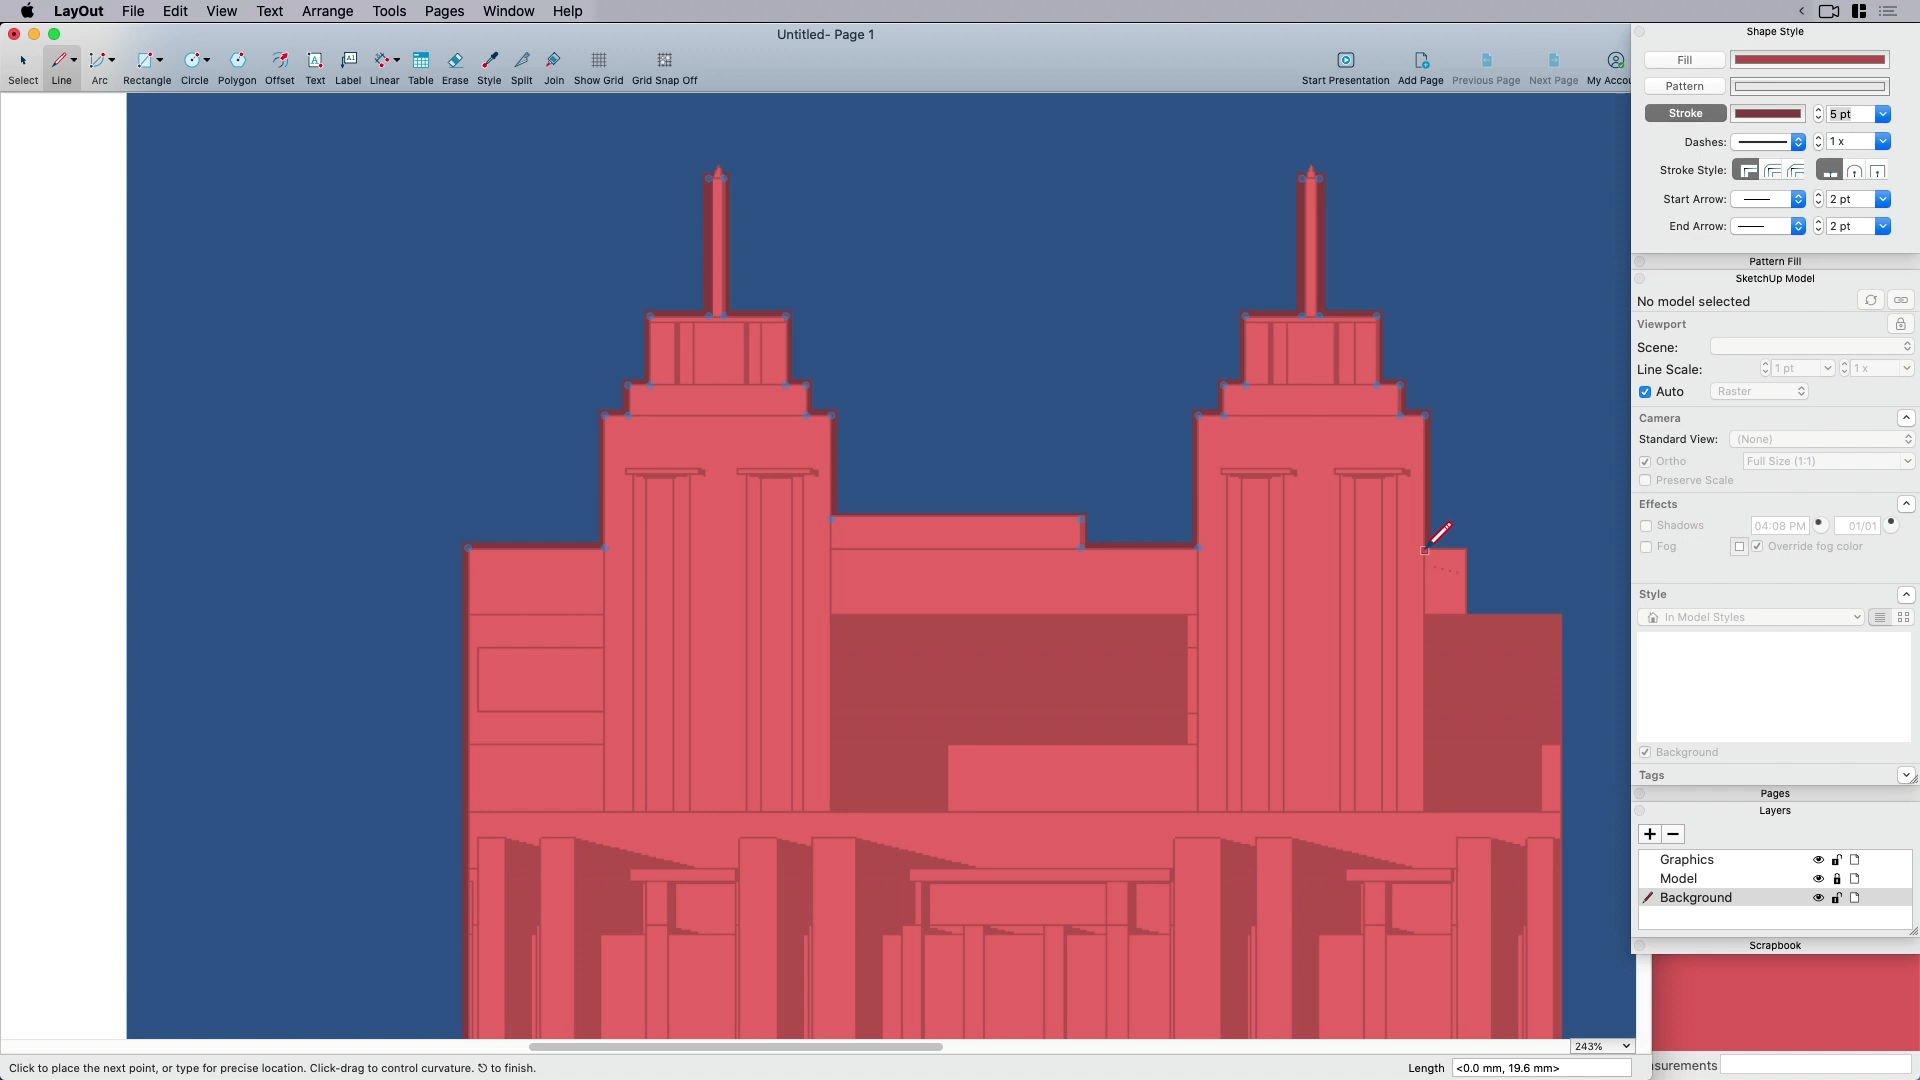 LayOut File Edit View Text Arrange Tools Pages Window Help
Untitled- Page 1
Select Line Arc Rectangle Circle Polygon Offset Text Label Linear Table Erase Style Split Join Show Grid Grid Snap Off Start Presentation Add Page Previous Page Next Page My Accou
Shape Style
Fill
Pattern
Stroke 5 pt
Dashes: 1 x
Stroke Style:
Start Arrow: 2 pt
End Arrow: 2 pt
Pattern Fill
SketchUp Model
No model selected
Viewport
Scene:
Line Scale: 1 pt 1 x
Auto Raster
Camera
Standard View: (None)
Ortho Full Size (1:1)
Preserve Scale
Effects
Shadows 04:08 PM 01/01
Fog Override fog color
Style
In Model Styles
Background
Tags
Pages
Layers
Graphics
Model
Background
Scrapbook
243%
Click to place the next point, or type for precise location. Click-drag to control curvature. to finish.
Length <0.0 mm, 19.6 mm>
surements